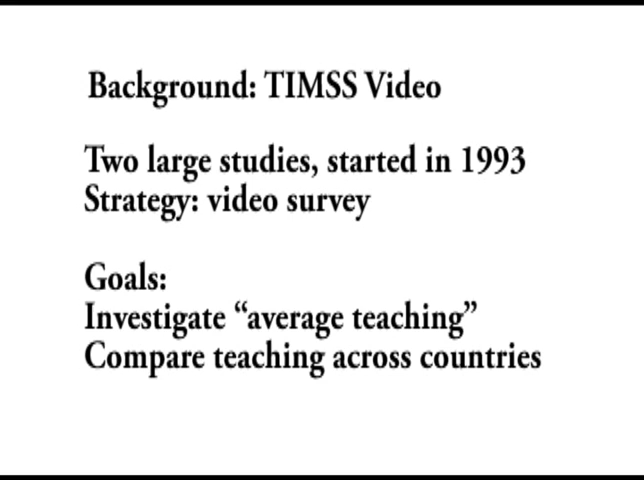 Background: TIMSS Video
Two large studies, started in 1993
Strategy: video survey
Goals:
Investigate “average teaching”
Compare teaching across countries